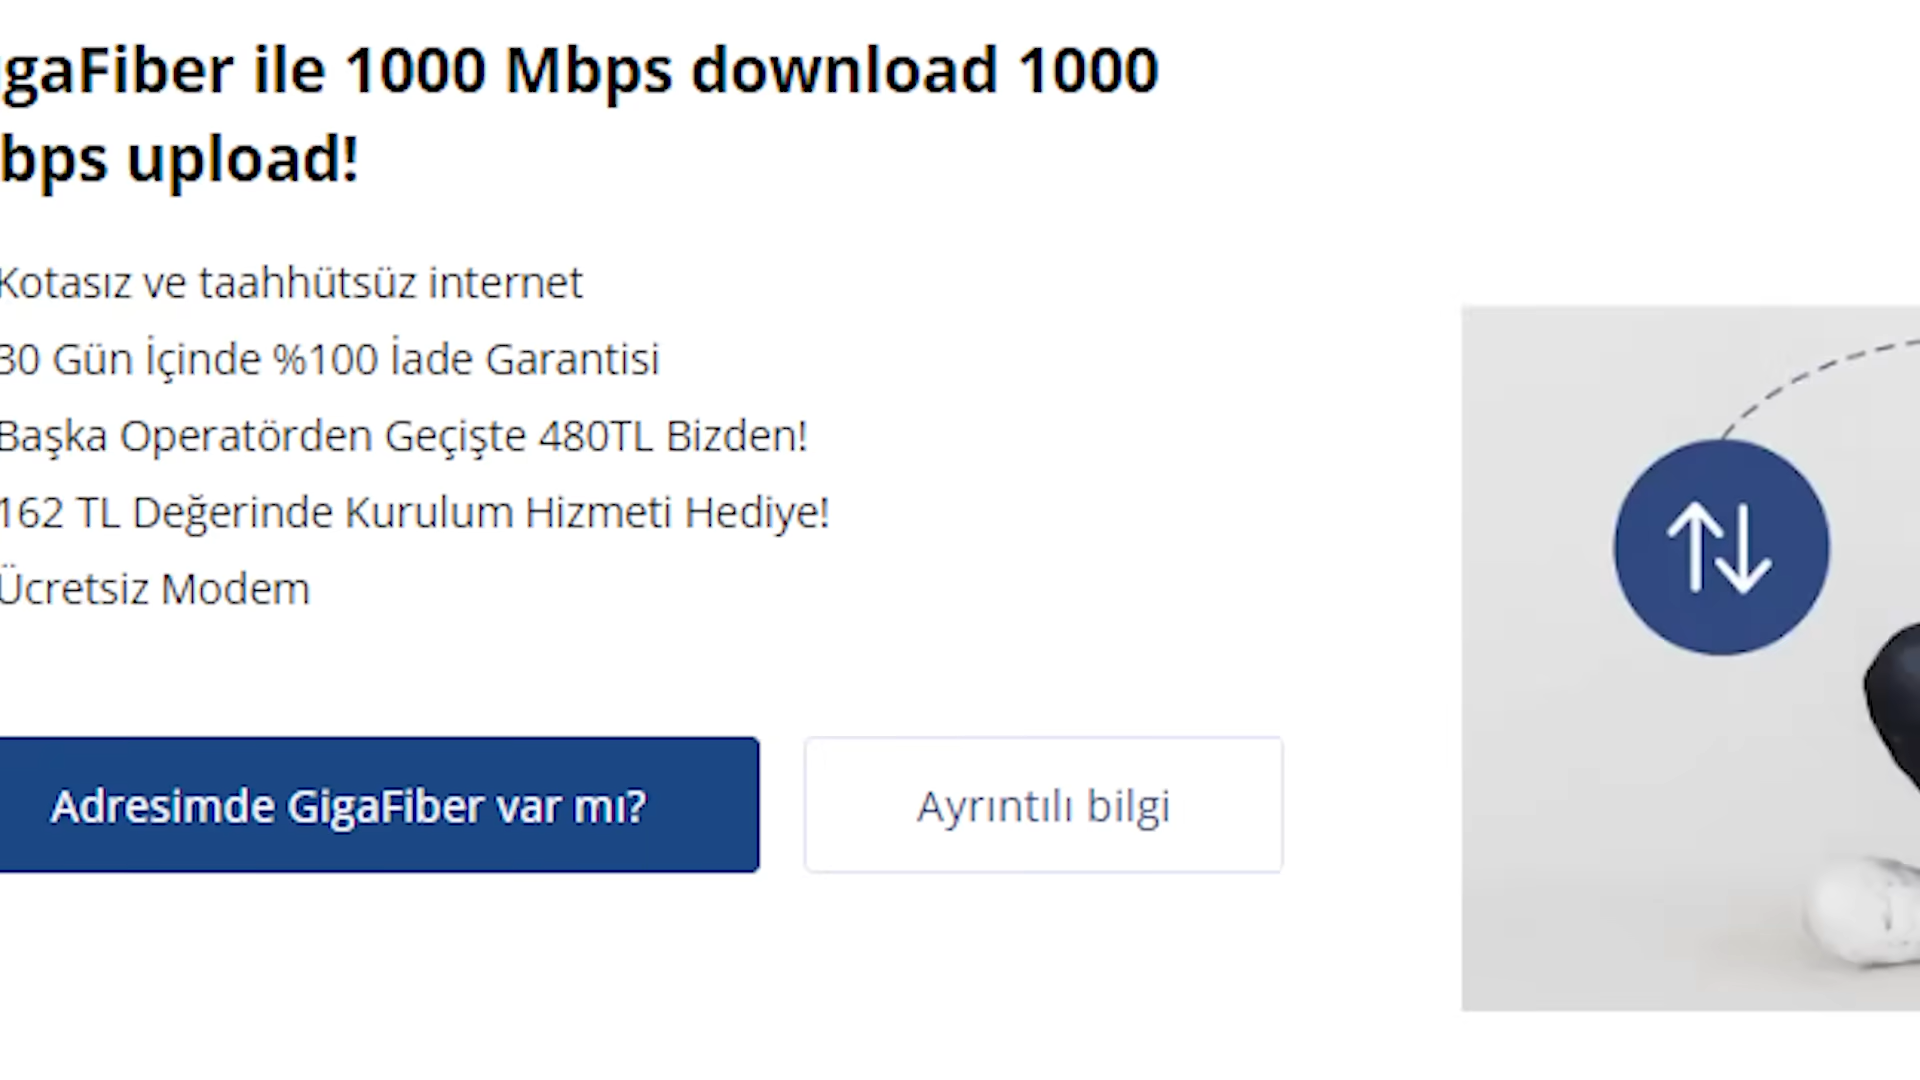 gaFiber ile 1000 Mbps download 1000
bps upload!
Kotasız ve taahhütsüz internet
30 Gün İçinde %100 İade Garantisi
Başka Operatörden Geçişte 480TL Bizden!
162 TL Değerinde Kurulum Hizmeti Hediye!
Ücretsiz Modem
Adresimde GigaFiber var mı?
Ayrıntılı bilgi